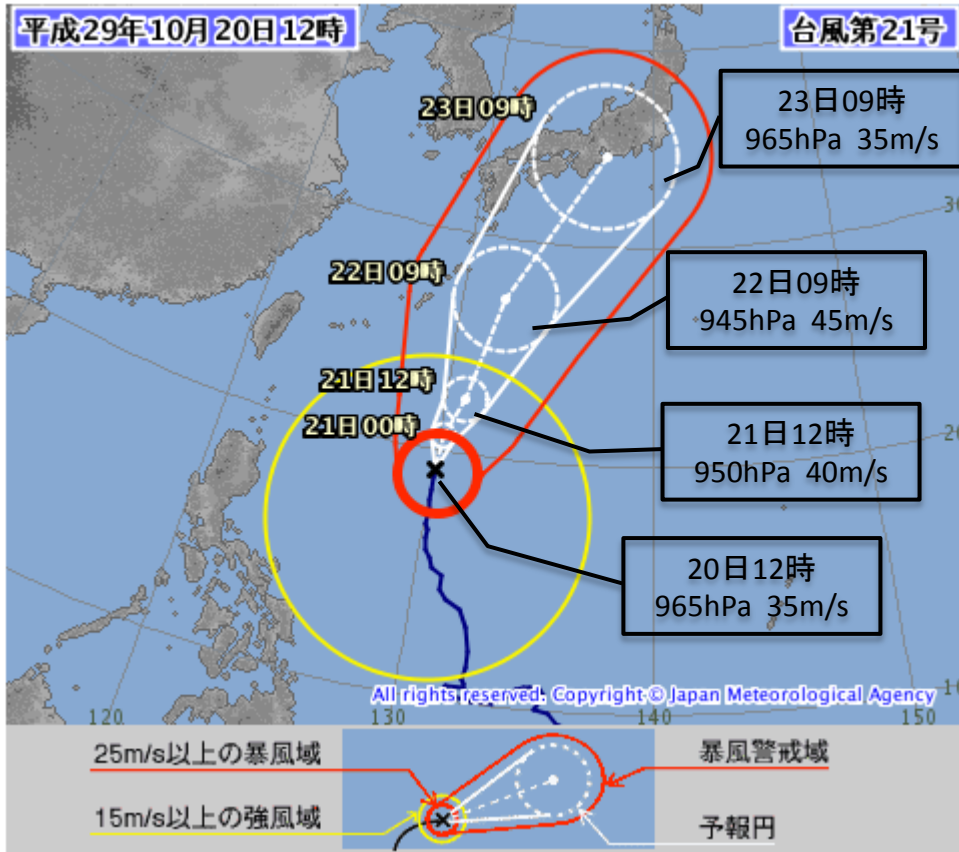 平成29年10月20日12時
台風第21号
23日09時
23日09時
965hPa 35m/s
30
22日09時
22日09時
945hPa 45m/s
21日12時
21日00時
21日12時
950hPa 40m/s
20
20日12時
965hPa 35m/s
10
All rights reserved. Copyright © Japan Meteorological Agency
120
130
140
150
25m/s以上の暴風域
暴風警戒域
15m/s以上の強風域
予報円